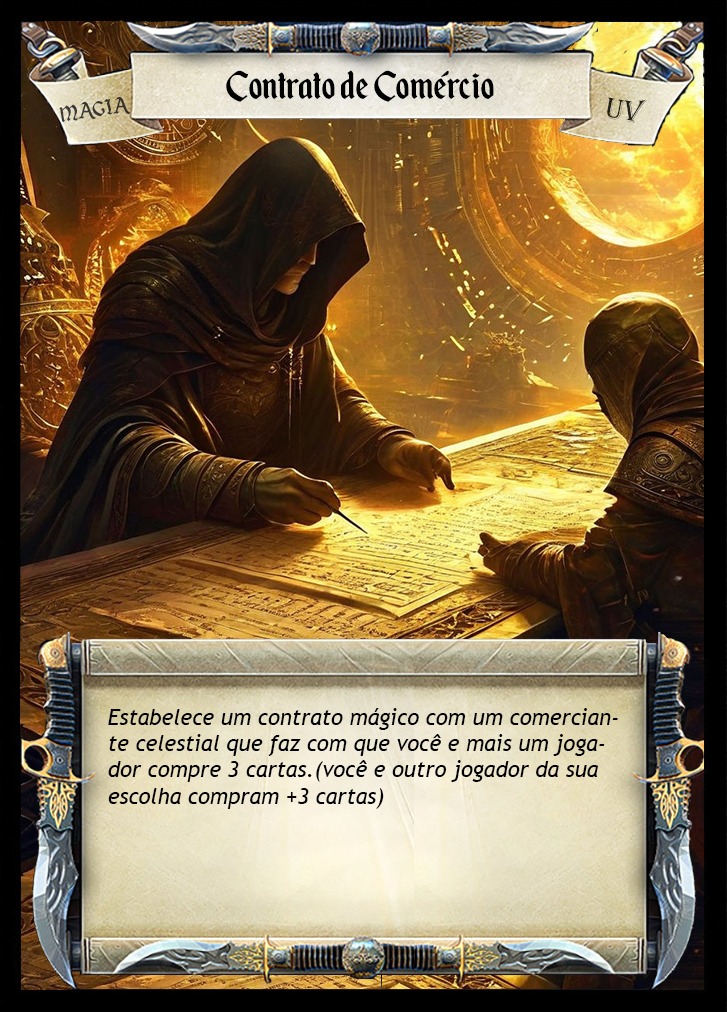 Contrato de Comércio
MAGIA
UV
Estabelece um contrato mágico com um comercian-
te celestial que faz com que você e mais um joga-
dor compre 3 cartas.(você e outro jogador da sua
escolha compram +3 cartas)